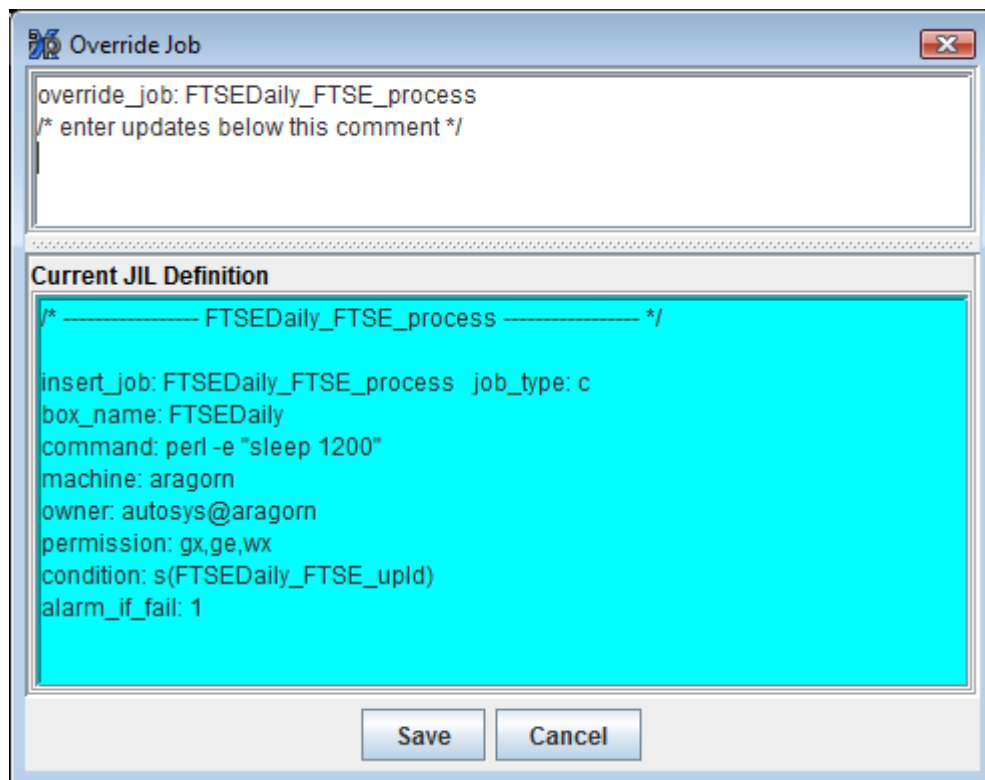 Override Job
override_job: FTSEDaily_FTSE_process
/* enter updates below this comment */
Current JIL Definition
/* ----------------- FTSEDaily_FTSE_process ----------------- */
insert_job: FTSEDaily_FTSE_process job_type: c
box_name: FTSEDaily
command: perl -e "sleep 1200"
machine: aragorn
owner: autosys@aragorn
permission: gx,ge,wx
condition: s(FTSEDaily_FTSE_upld)
alarm_if_fail: 1
Save Cancel